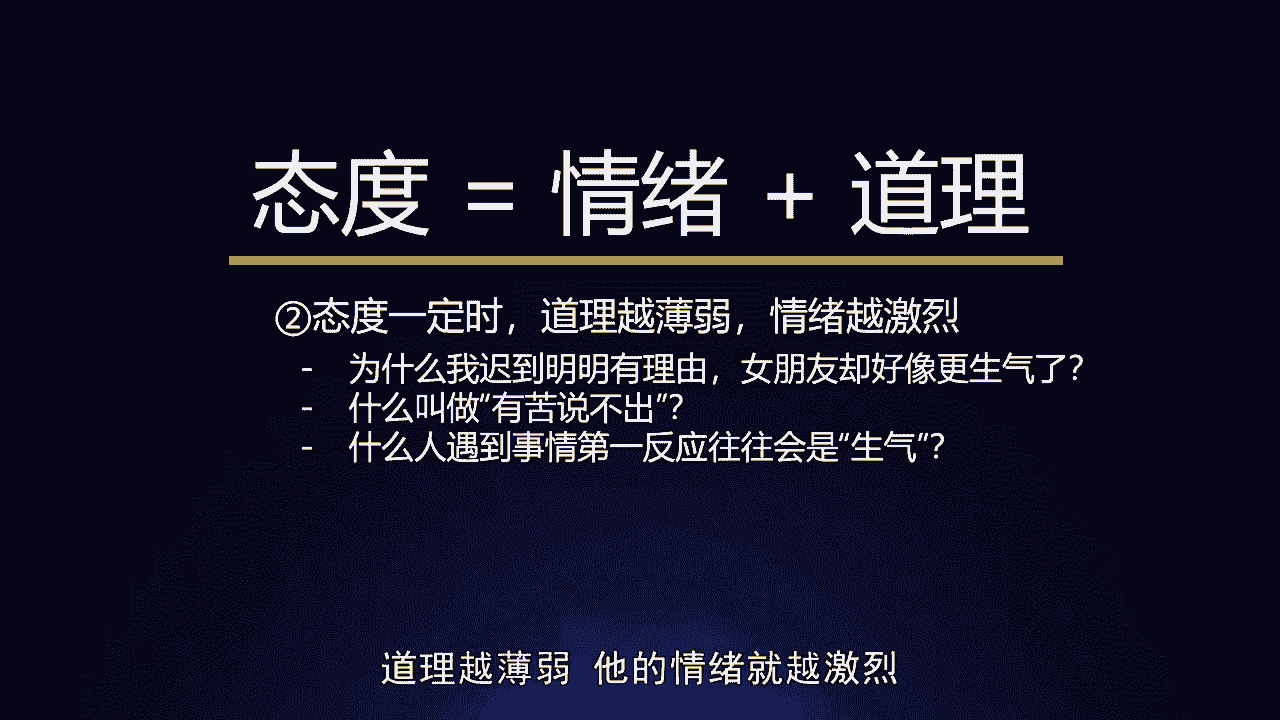 态度 = 情绪 + 道理
②态度一定时，道理越薄弱，情绪越激烈
- 为什么我迟到明明有理由，女朋友却好像更生气了？
- 什么叫做“有苦说不出”？
- 什么人遇到事情第一反应往往会是“生气”？
道理越薄弱 他的情绪就越激烈